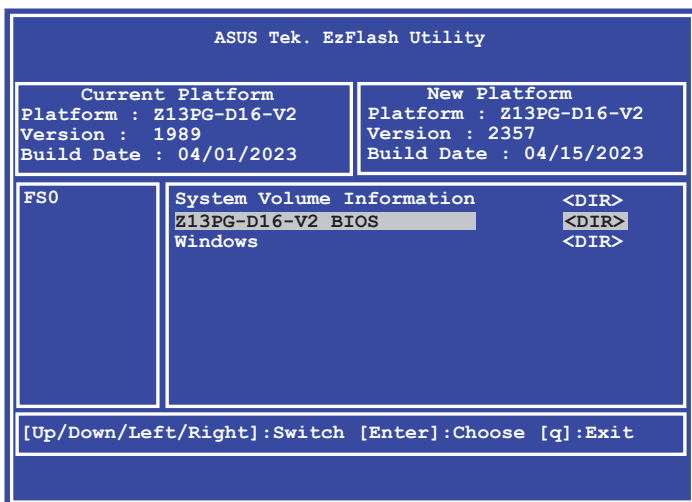 ASUS Tek. EzFlash Utility
Current Platform
Platform : Z13PG-D16-V2
Version : 1989
Build Date : 04/01/2023
New Platform
Platform : Z13PG-D16-V2
Version : 2357
Build Date : 04/15/2023
FS0
System Volume Information <DIR>
Z13PG-D16-V2 BIOS <DIR>
Windows <DIR>
[Up/Down/Left/Right]:Switch [Enter]:Choose [q]:Exit